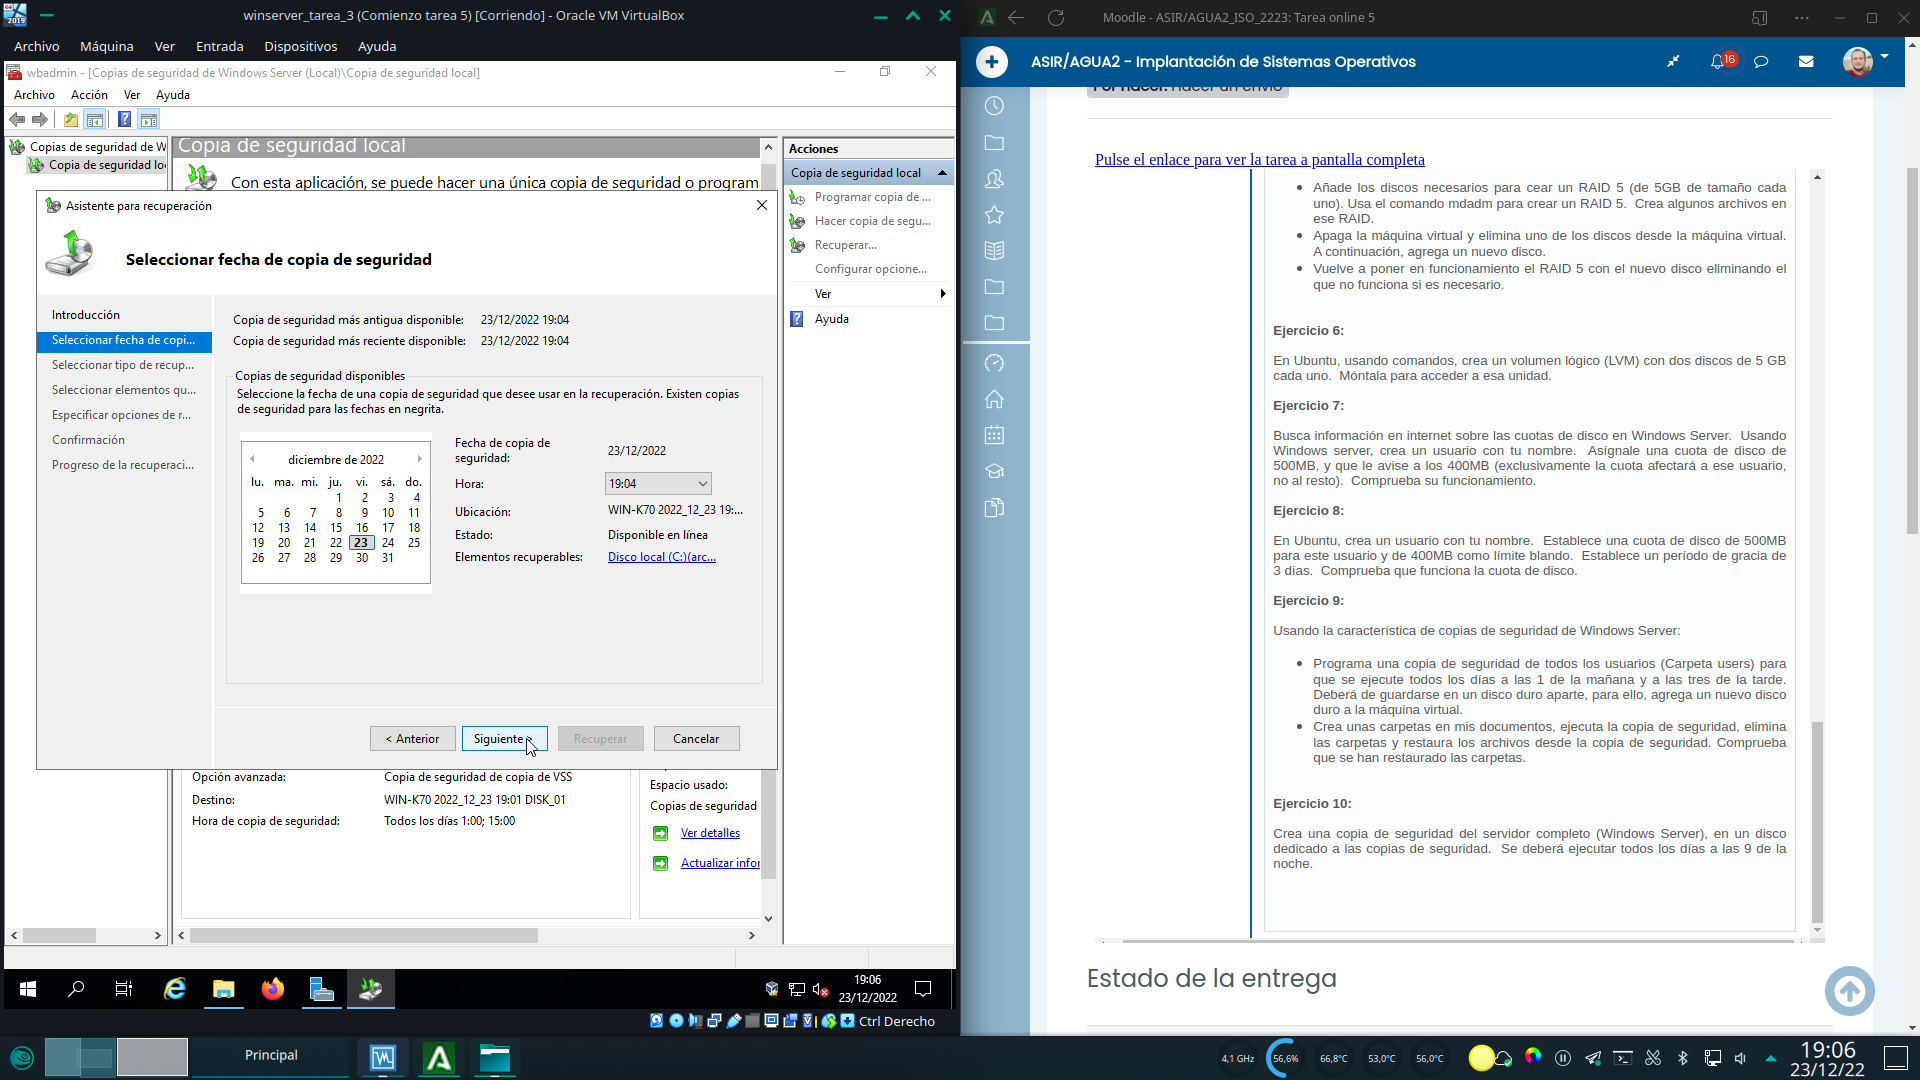 winserver_tarea_3 (Comienzo tarea 5) [Corriendo] - Oracle VM VirtualBox
Archivo Máquina Ver Entrada Dispositivos Ayuda
wbadmin - [Copias de seguridad de Windows Server (Local)\Copia de seguridad local]
Archivo Acción Ver Ayuda
Copias de seguridad de W
Copia de seguridad lo
Copia de seguridad local
Con esta aplicación, se puede hacer una única copia de seguridad o program
Asistente para recuperación
Seleccionar fecha de copia de seguridad
Introducción
Seleccionar fecha de copi...
Seleccionar tipo de recup...
Seleccionar elementos qu...
Especificar opciones de r...
Confirmación
Progreso de la recuperaci...
Copia de seguridad más antigua disponible: 23/12/2022 19:04
Copia de seguridad más reciente disponible: 23/12/2022 19:04
Copias de seguridad disponibles
Seleccione la fecha de una copia de seguridad que desee usar en la recuperación. Existen copias
de seguridad para las fechas en negrita.
diciembre de 2022
lu. ma. mi. ju. vi. sá. do.
1 2 3 4
5 6 7 8 9 10 11
12 13 14 15 16 17 18
19 20 21 22 23 24 25
26 27 28 29 30 31
Fecha de copia de
seguridad: 23/12/2022
Hora: 19:04
Ubicación: WIN-K70 2022_12_23 19:...
Estado: Disponible en línea
Elementos recuperables: Disco local (C:)(arc...
< Anterior Siguiente > Recuperar Cancelar
Opción avanzada: Copia de seguridad de copia de VSS
Destino: WIN-K70 2022_12_23 19:01 DISK_01
Hora de copia de seguridad: Todos los días 1:00; 15:00
Espacio usado:
Copias de seguridad
Ver detalles
Actualizar infor
Acciones
Copia de seguridad local
Programar copia de ...
Hacer copia de segu...
Recuperar...
Configurar opcione...
Ver
Ayuda
19:06
23/12/2022
Ctrl Derecho
Moodle - ASIR/AGUA2_ISO_2223: Tarea online 5
ASIR/AGUA2 - Implantación de Sistemas Operativos
16
Por hacer: Hacer un envío
Pulse el enlace para ver la tarea a pantalla completa
Añade los discos necesarios para cear un RAID 5 (de 5GB de tamaño cada
uno). Usa el comando mdadm para crear un RAID 5. Crea algunos archivos en
ese RAID.
Apaga la máquina virtual y elimina uno de los discos desde la máquina virtual.
A continuación, agrega un nuevo disco.
Vuelve a poner en funcionamiento el RAID 5 con el nuevo disco eliminando el
que no funciona si es necesario.
Ejercicio 6:
En Ubuntu, usando comandos, crea un volumen lógico (LVM) con dos discos de 5 GB
cada uno. Móntala para acceder a esa unidad.
Ejercicio 7:
Busca información en internet sobre las cuotas de disco en Windows Server. Usando
Windows server, crea un usuario con tu nombre. Asígnale una cuota de disco de
500MB, y que le avise a los 400MB (exclusivamente la cuota afectará a ese usuario,
no al resto). Comprueba su funcionamiento.
Ejercicio 8:
En Ubuntu, crea un usuario con tu nombre. Establece una cuota de disco de 500MB
para este usuario y de 400MB como límite blando. Establece un período de gracia de
3 días. Comprueba que funciona la cuota de disco.
Ejercicio 9:
Usando la característica de copias de seguridad de Windows Server:
Programa una copia de seguridad de todos los usuarios (Carpeta users) para
que se ejecute todos los días a las 1 de la mañana y a las tres de la tarde.
Deberá de guardarse en un disco duro aparte, para ello, agrega un nuevo disco
duro a la máquina virtual.
Crea unas carpetas en mis documentos, ejecuta la copia de seguridad, elimina
las carpetas y restaura los archivos desde la copia de seguridad. Comprueba
que se han restaurado las carpetas.
Ejercicio 10:
Crea una copia de seguridad del servidor completo (Windows Server), en un disco
dedicado a las copias de seguridad. Se deberá ejecutar todos los días a las 9 de la
noche.
Estado de la entrega
Principal
4,1 GHz 56,6% 66,8°C 53,0°C 56,0°C
19:06
23/12/22